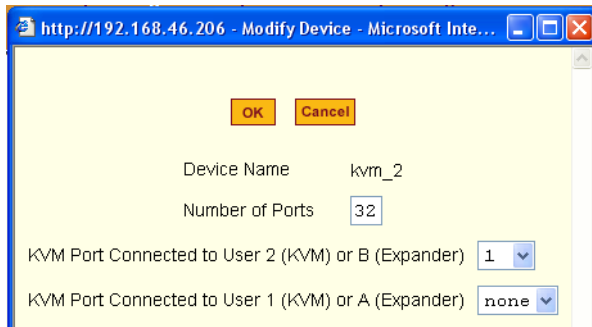 http://192.168.46.206 - Modify Device - Microsoft Inte...
OK Cancel
Device Name kvm_2
Number of Ports 32
KVM Port Connected to User 2 (KVM) or B (Expander) 1
KVM Port Connected to User 1 (KVM) or A (Expander) none